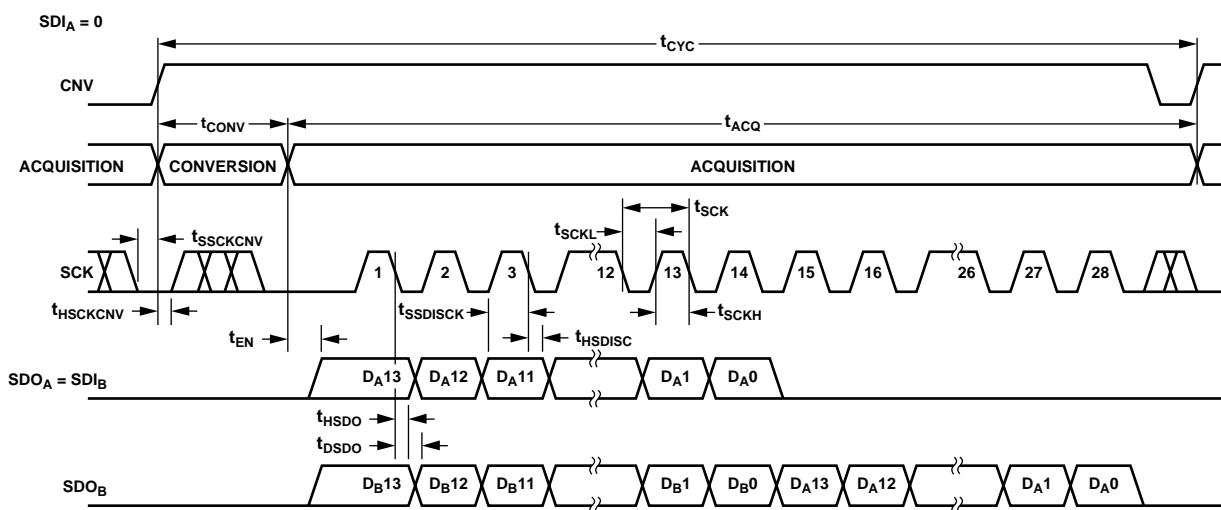 SDIA = 0
tCYC
CNV
tCONV tACQ
ACQUISITION CONVERSION ACQUISITION
tSCK
tSCKL
tSSCKCNV
SCK 1 2 3 12 13 14 15 16 26 27 28
tHSCKCNV tSSDISCK tSCKH
tEN tHSDISC
SDOA = SDIB DA13 DA12 DA11 DA1 DA0
tHSDO
tDSDO
SDOB DB13 DB12 DB11 DB1 DB0 DA13 DA12 DA1 DA0